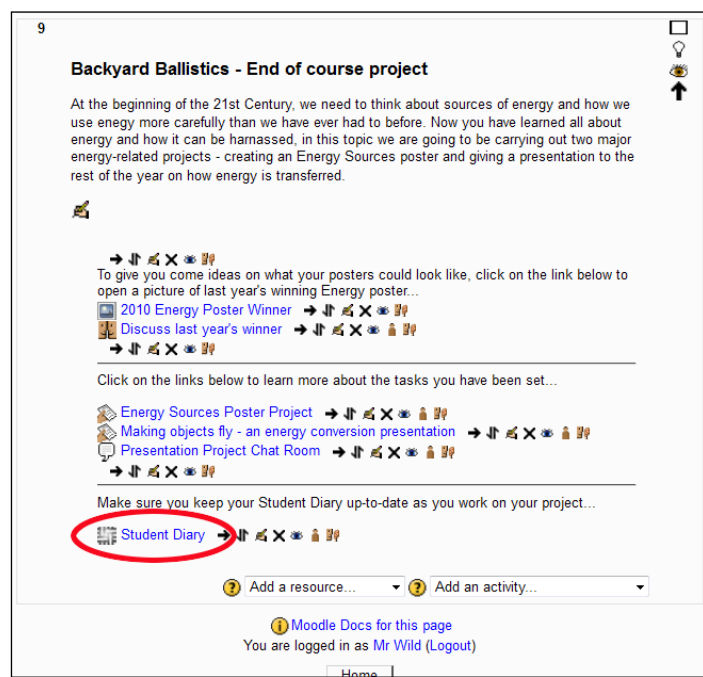 9
Backyard Ballistics - End of course project
At the beginning of the 21st Century, we need to think about sources of energy and how we
use enegy more carefully than we have ever had to before. Now you have learned all about
energy and how it can be harnassed, in this topic we are going to be carrying out two major
energy-related projects - creating an Energy Sources poster and giving a presentation to the
rest of the year on how energy is transferred.
To give you come ideas on what your posters could look like, click on the link below to
open a picture of last year's winning Energy poster...
2010 Energy Poster Winner
Discuss last year's winner
Click on the links below to learn more about the tasks you have been set...
Energy Sources Poster Project
Making objects fly - an energy conversion presentation
Presentation Project Chat Room
Make sure you keep your Student Diary up-to-date as you work on your project...
Student Diary
Add a resource... Add an activity...
Moodle Docs for this page
You are logged in as Mr Wild (Logout)
Home